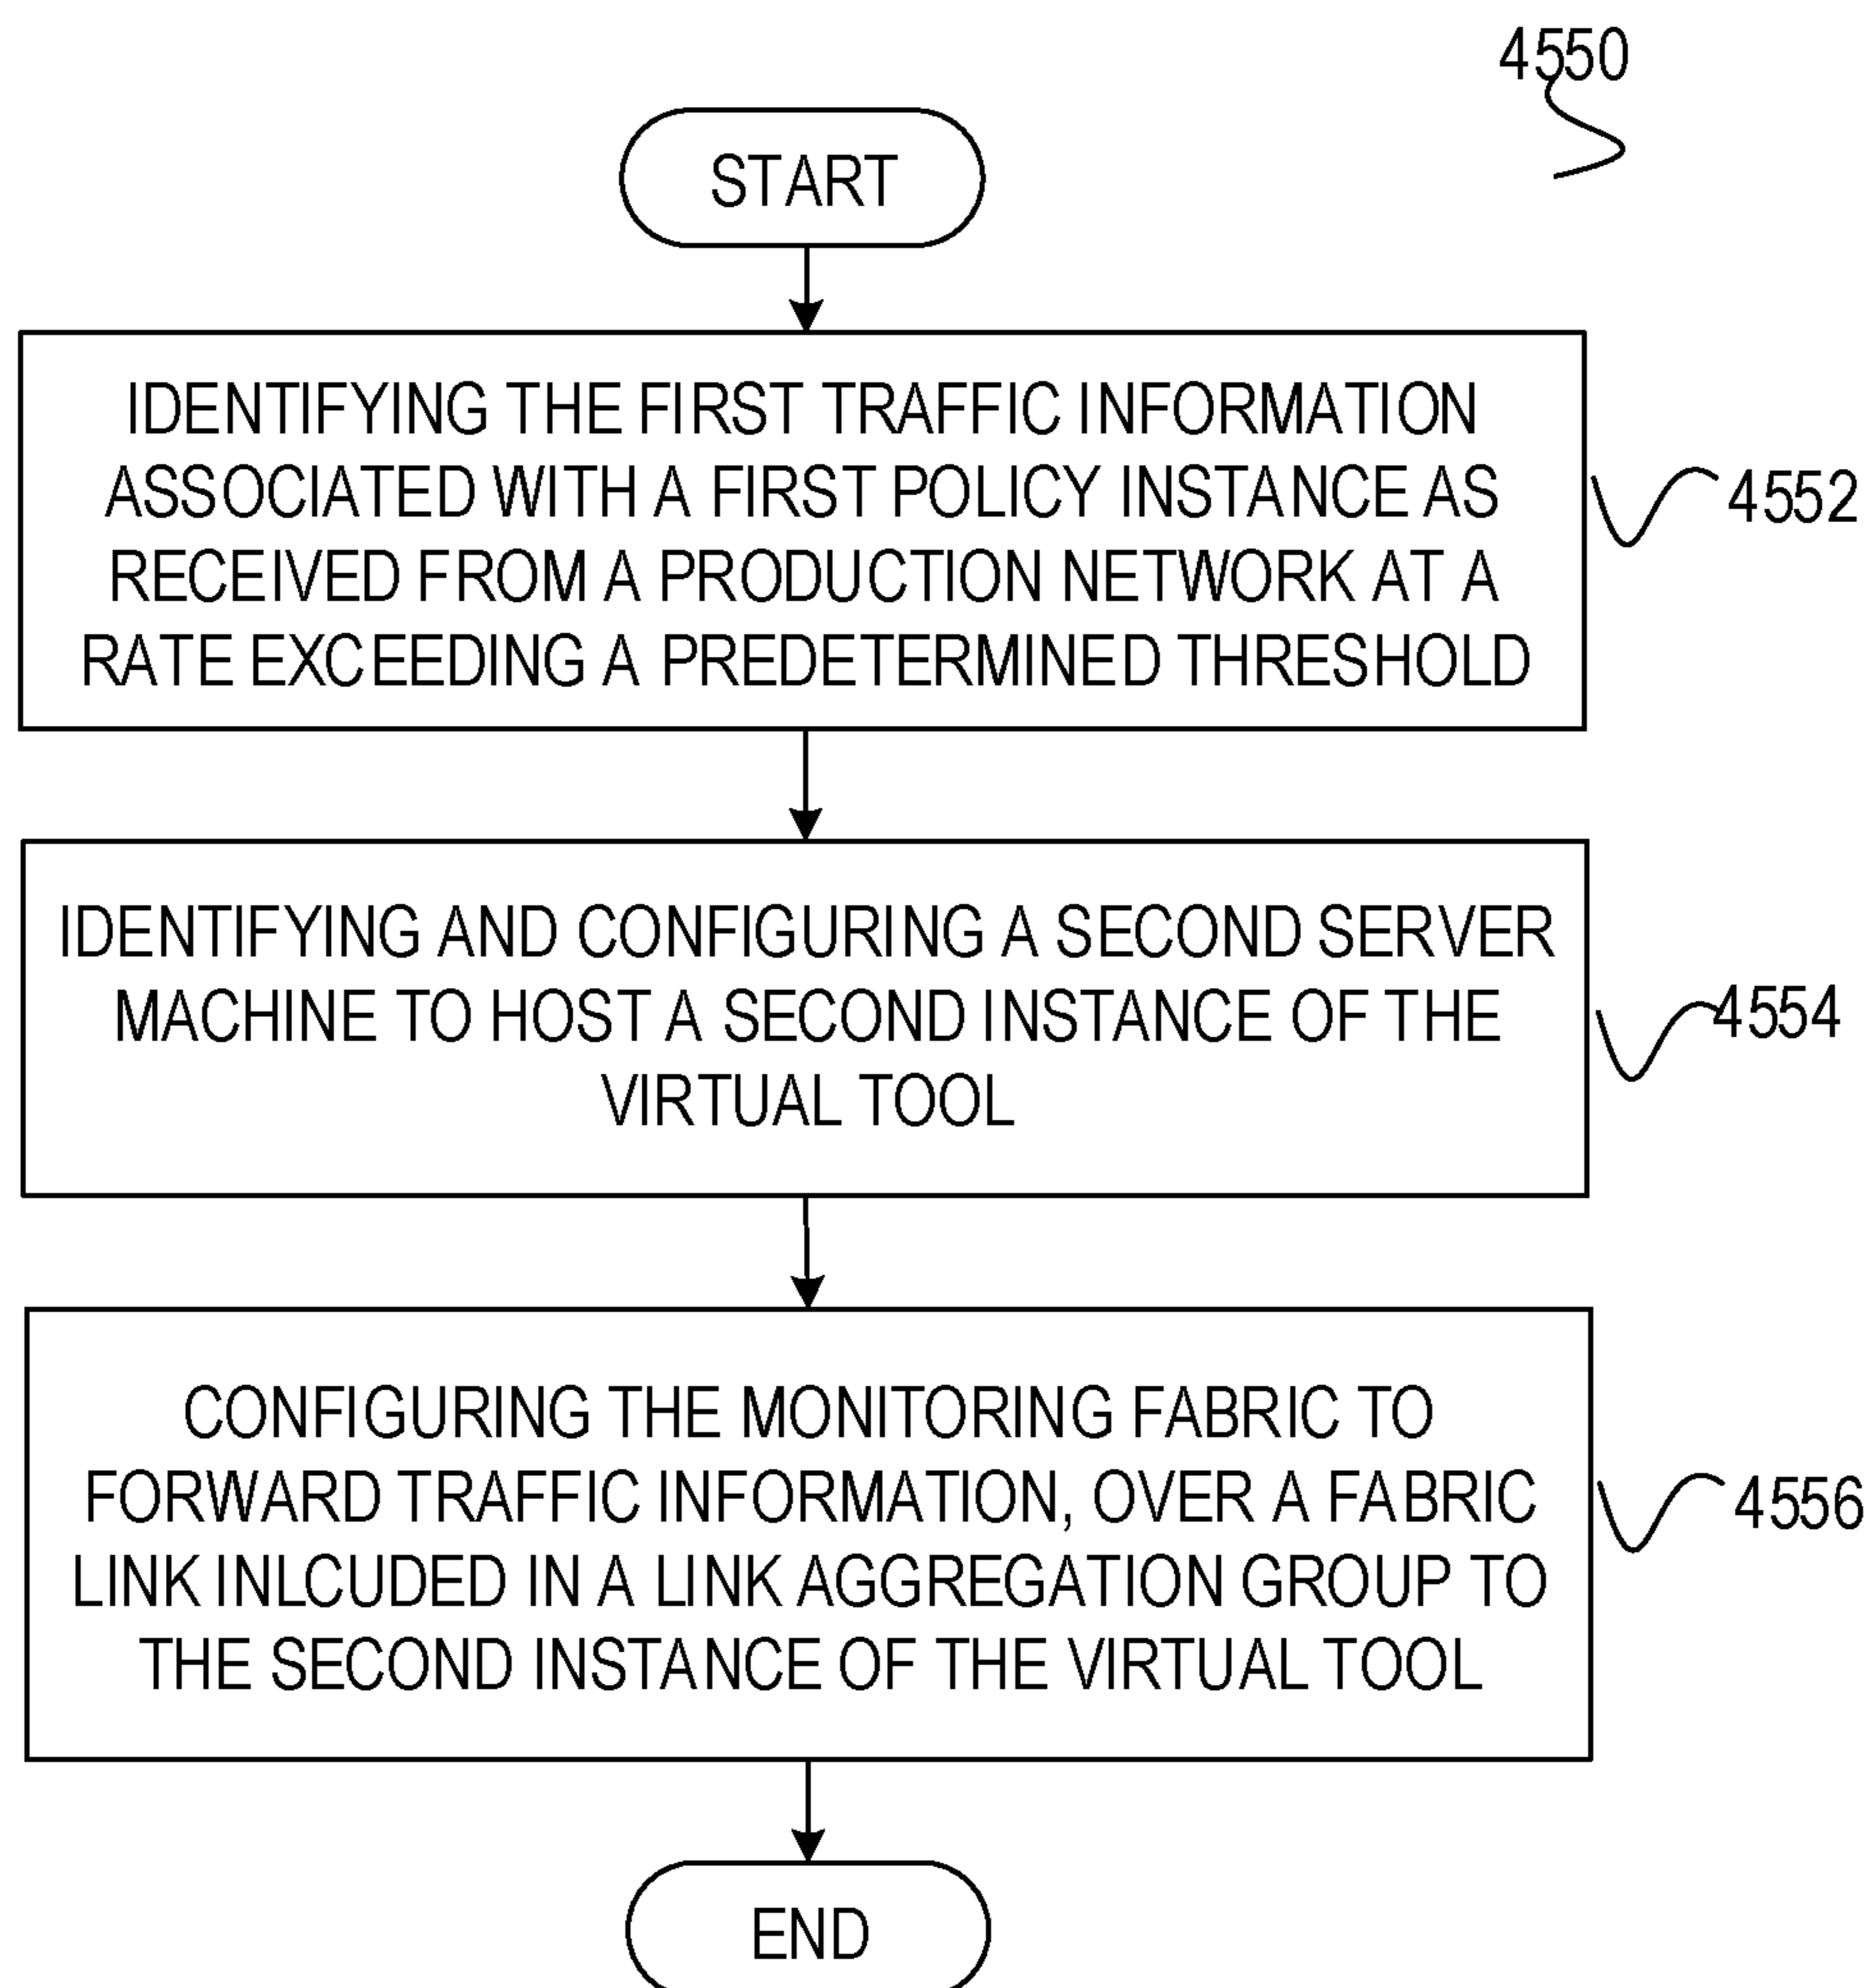 4550
START
IDENTIFYING THE FIRST TRAFFIC INFORMATION
ASSOCIATED WITH A FIRST POLICY INSTANCE AS
RECEIVED FROM A PRODUCTION NETWORK AT A
RATE EXCEEDING A PREDETERMINED THRESHOLD
4552
IDENTIFYING AND CONFIGURING A SECOND SERVER
MACHINE TO HOST A SECOND INSTANCE OF THE
VIRTUAL TOOL
4554
CONFIGURING THE MONITORING FABRIC TO
FORWARD TRAFFIC INFORMATION, OVER A FABRIC
LINK INLCUDED IN A LINK AGGREGATION GROUP TO
THE SECOND INSTANCE OF THE VIRTUAL TOOL
4556
END